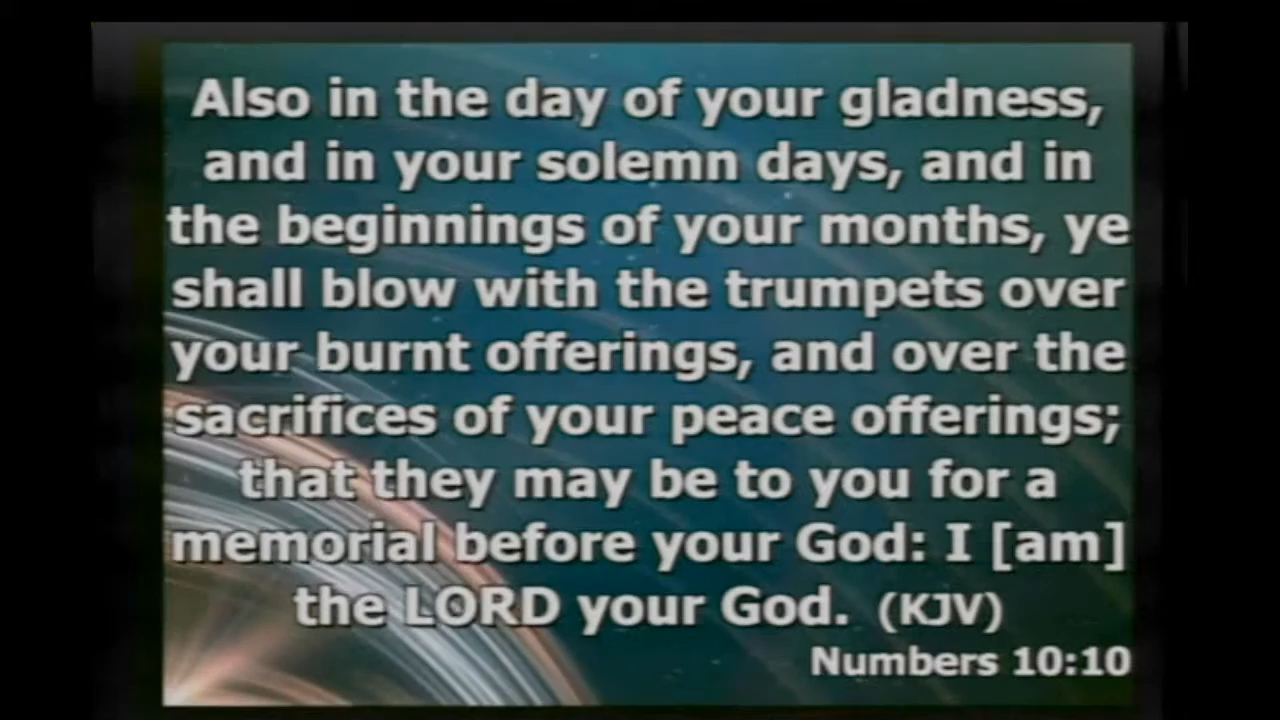 Also in the day of your gladness,
and in your solemn days, and in
the beginnings of your months, ye
shall blow with the trumpets over
your burnt offerings, and over the
sacrifices of your peace offerings;
that they may be to you for a
memorial before your God: I [am]
the LORD your God. (KJV)
Numbers 10:10